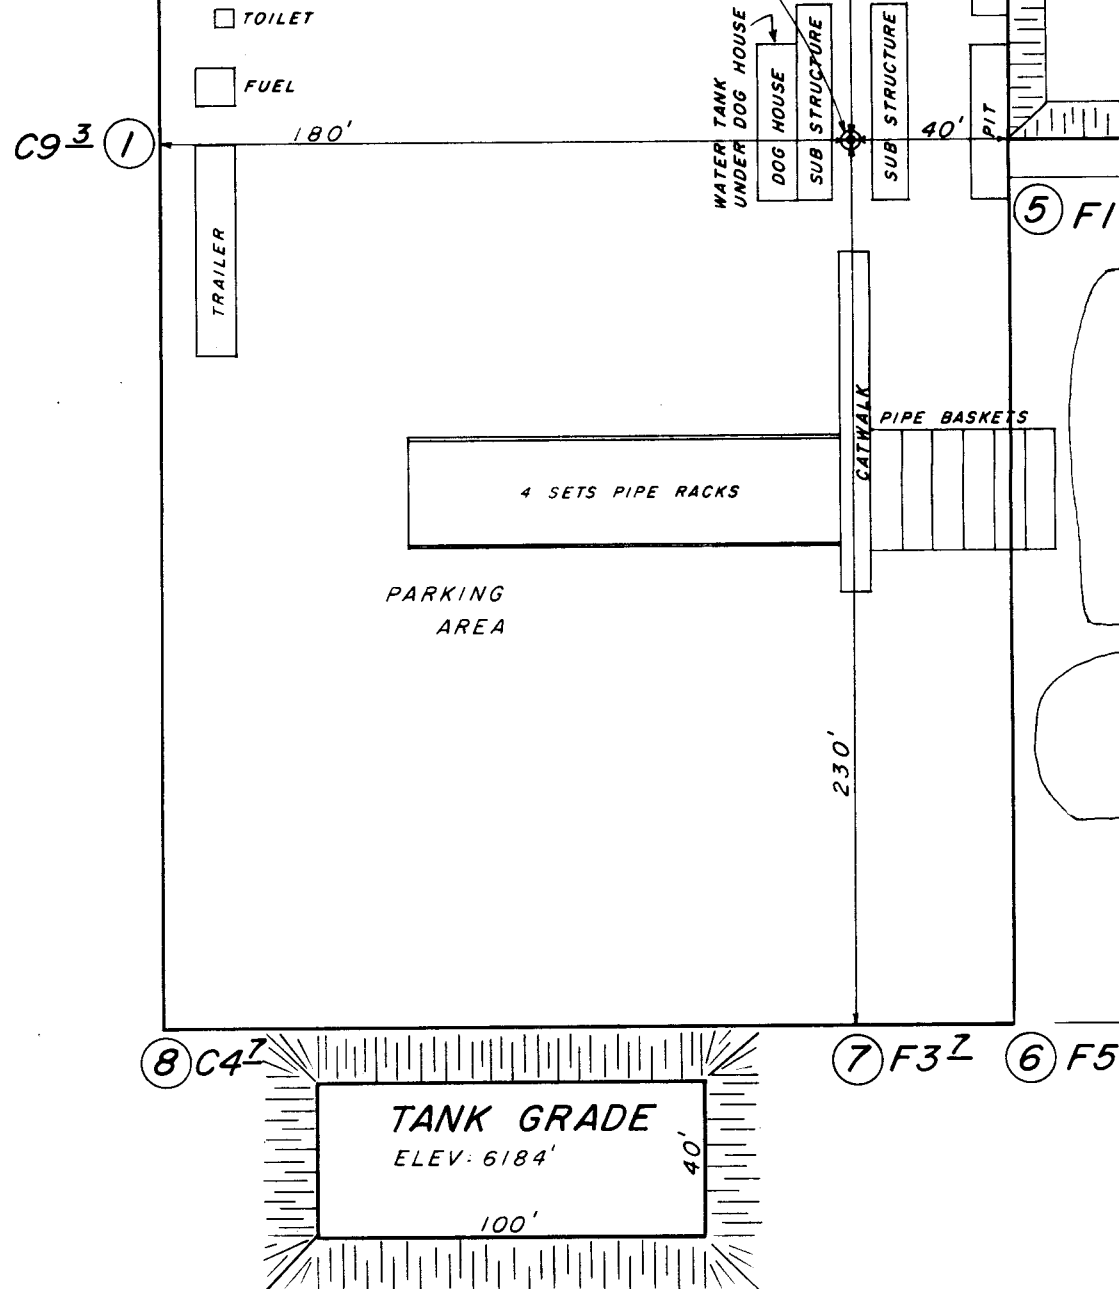 TOILET
FUEL
C9 3
1
180'
WATER TANK
UNDER DOG HOUSE
DOG HOUSE
SUB STRUCTURE
SUB STRUCTURE
40'
PIT
5 F1
TRAILER
CATWALK
PIPE BASKETS
4 SETS PIPE RACKS
PARKING
AREA
230'
8 C4 7
7 F3 7
6 F5
TANK GRADE
ELEV: 6184'
40'
100'